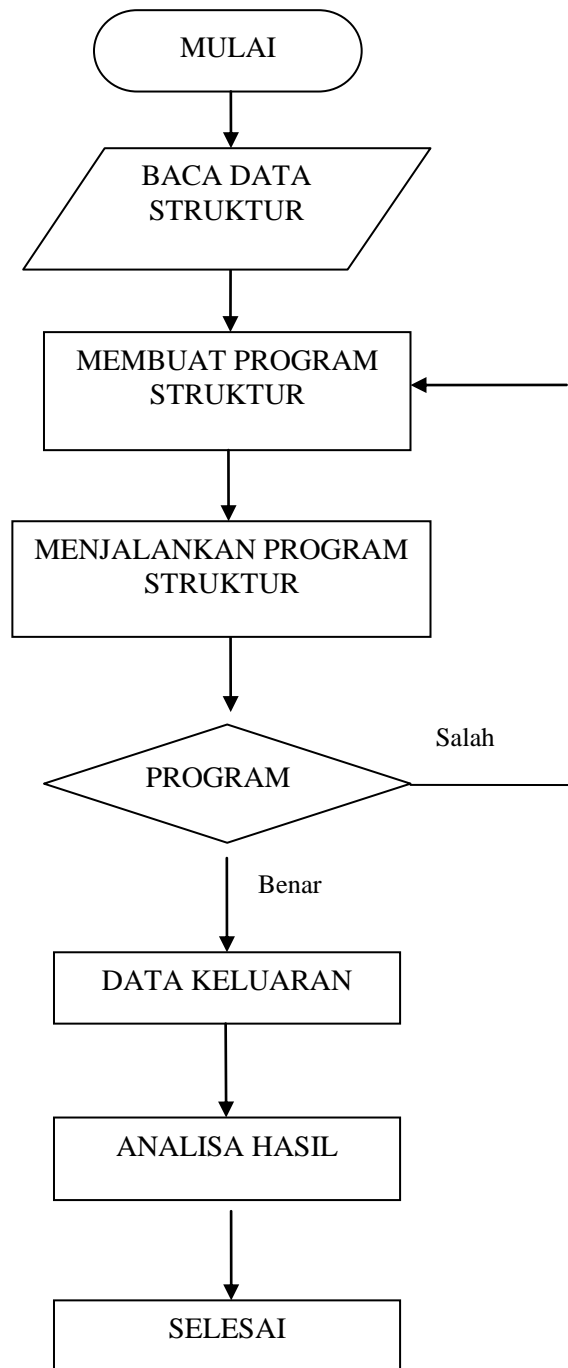 MULAI
BACA DATA
STRUKTUR
MEMBUAT PROGRAM
STRUKTUR
MENJALANKAN PROGRAM
STRUKTUR
Salah
PROGRAM
Benar
DATA KELUARAN
ANALISA HASIL
SELESAI